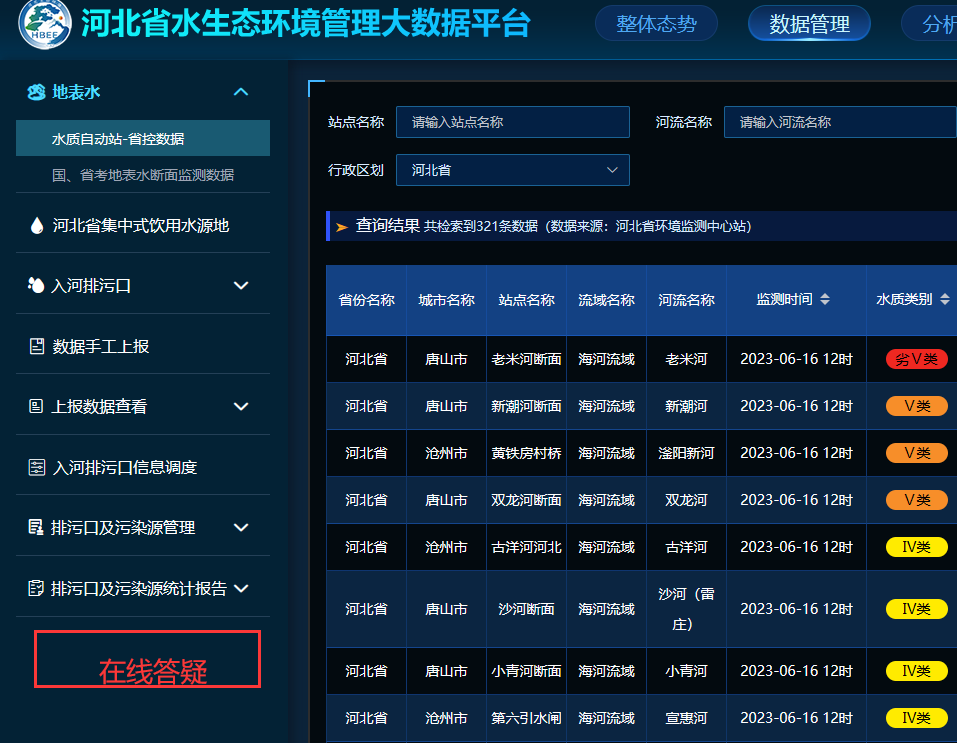 HBEE
河北省水生态环境管理大数据平台
整体态势
数据管理
分析
地表水
水质自动站-省控数据
国、省考地表水断面监测数据
河北省集中式饮用水源地
入河排污口
数据手工上报
上报数据查看
入河排污口信息调度
排污口及污染源管理
排污口及污染源统计报告
在线答疑
站点名称 请输入站点名称 河流名称 请输入河流名称
行政区划 河北省
查询结果 共检索到321条数据（数据来源：河北省环境监测中心站）
省份名称 城市名称 站点名称 流域名称 河流名称 监测时间 水质类别
河北省 唐山市 老米河断面 海河流域 老米河 2023-06-16 12时 劣Ⅴ类
河北省 唐山市 新潮河断面 海河流域 新潮河 2023-06-16 12时 Ⅴ类
河北省 沧州市 黄铁房村桥 海河流域 滏阳新河 2023-06-16 12时 Ⅴ类
河北省 唐山市 双龙河断面 海河流域 双龙河 2023-06-16 12时 Ⅴ类
河北省 沧州市 古洋河河北 海河流域 古洋河 2023-06-16 12时 Ⅳ类
河北省 唐山市 沙河断面 海河流域 沙河（雷庄） 2023-06-16 12时 Ⅳ类
河北省 唐山市 小青河断面 海河流域 小青河 2023-06-16 12时 Ⅳ类
河北省 沧州市 第六引水闸 海河流域 宣惠河 2023-06-16 12时 Ⅳ类